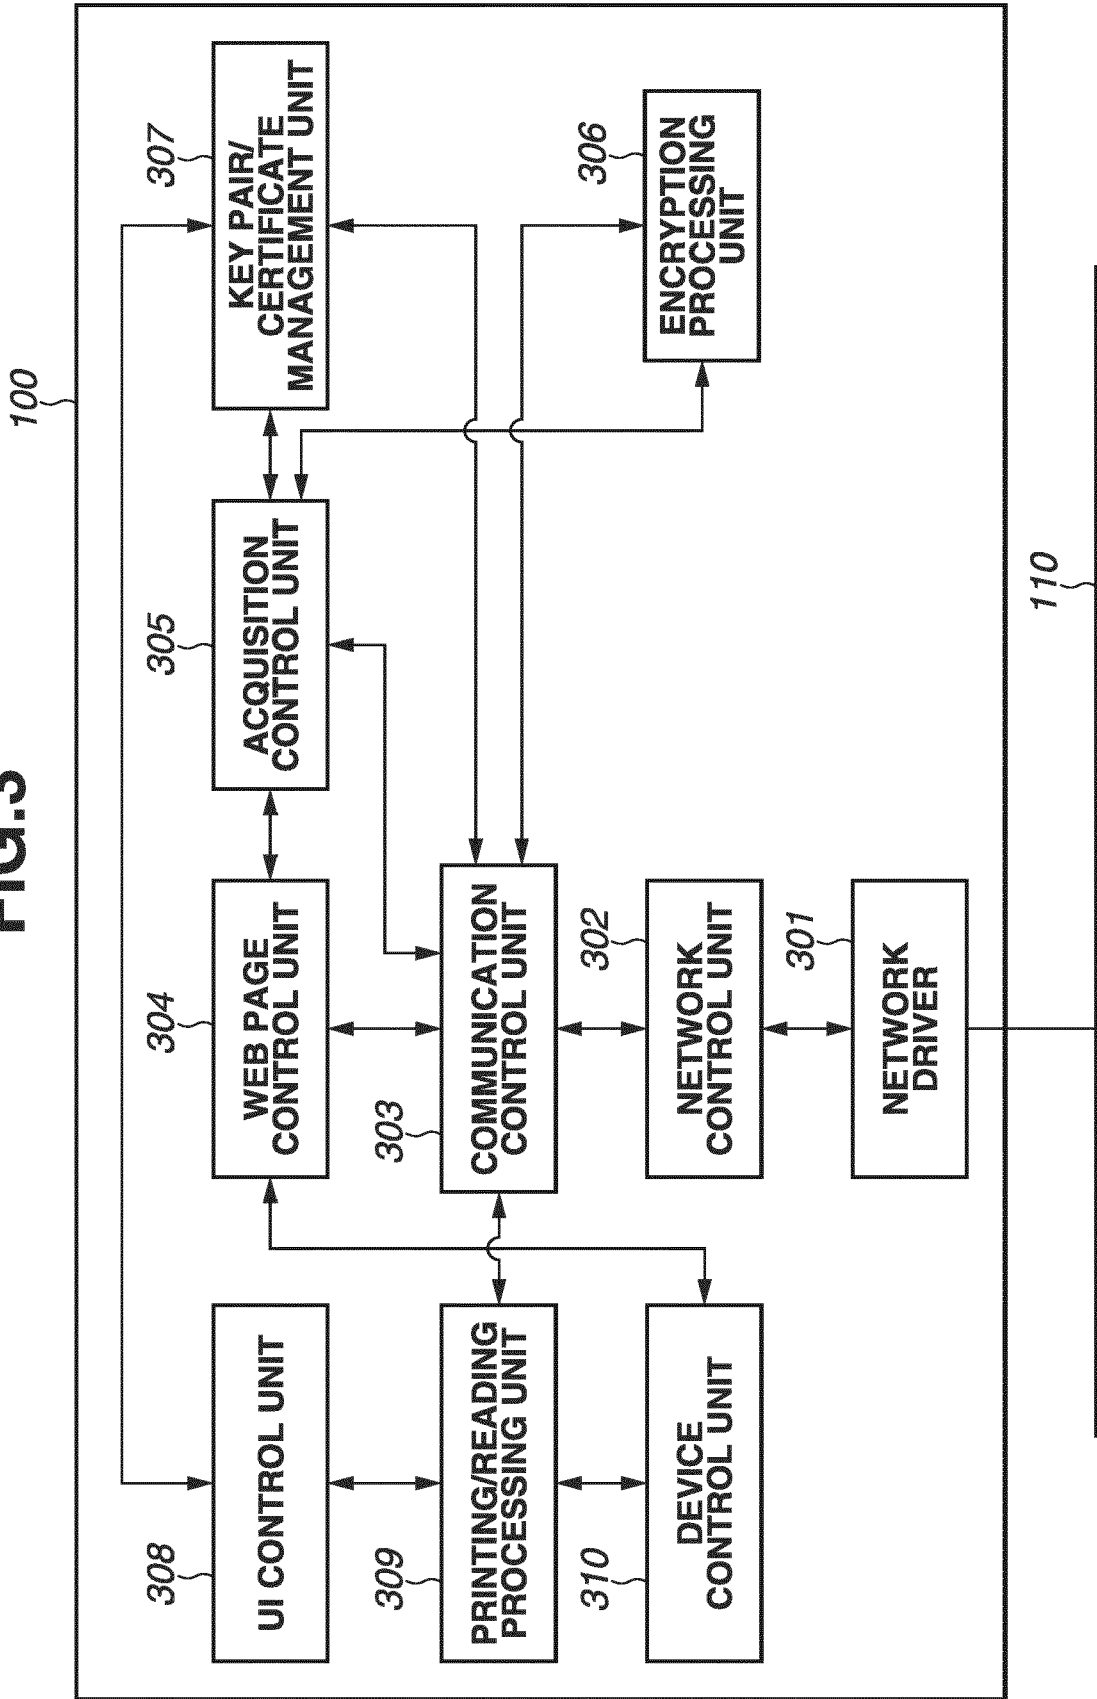 FIG.3
100
308
UI CONTROL UNIT
304
WEB PAGE
CONTROL UNIT
305
ACQUISITION
CONTROL UNIT
307
KEY PAIR/
CERTIFICATE
MANAGEMENT UNIT
309
PRINTING/READING
PROCESSING UNIT
303
COMMUNICATION
CONTROL UNIT
310
DEVICE
CONTROL UNIT
302
NETWORK
CONTROL UNIT
306
ENCRYPTION
PROCESSING
UNIT
301
NETWORK
DRIVER
110